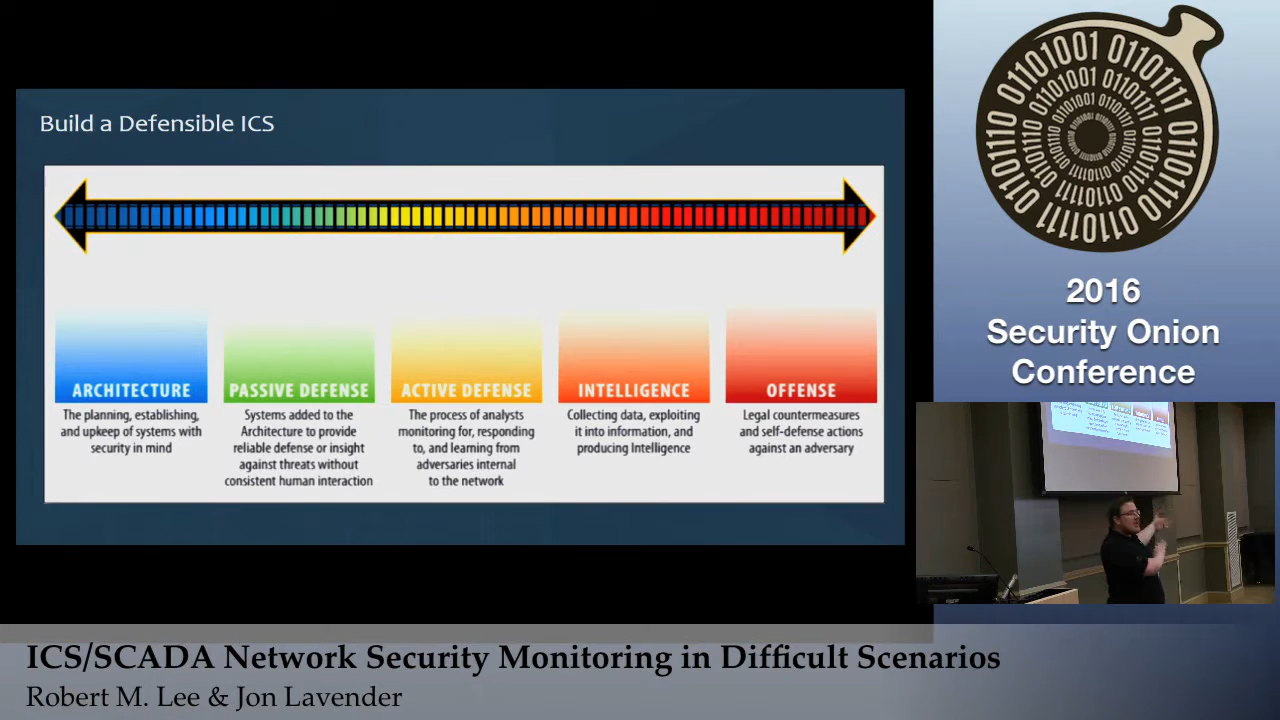 Build a Defensible ICS
ARCHITECTURE
The planning, establishing,
and upkeep of systems with
security in mind
PASSIVE DEFENSE
Systems added to the
Architecture to provide
reliable defense or insight
against threats without
consistent human interaction
ACTIVE DEFENSE
The process of analysts
monitoring for, responding
to, and learning from
adversaries internal
to the network
INTELLIGENCE
Collecting data, exploiting
it into information, and
producing Intelligence
OFFENSE
Legal countermeasures
and self-defense actions
against an adversary
2016
Security Onion
Conference
ICS/SCADA Network Security Monitoring in Difficult Scenarios
Robert M. Lee & Jon Lavender